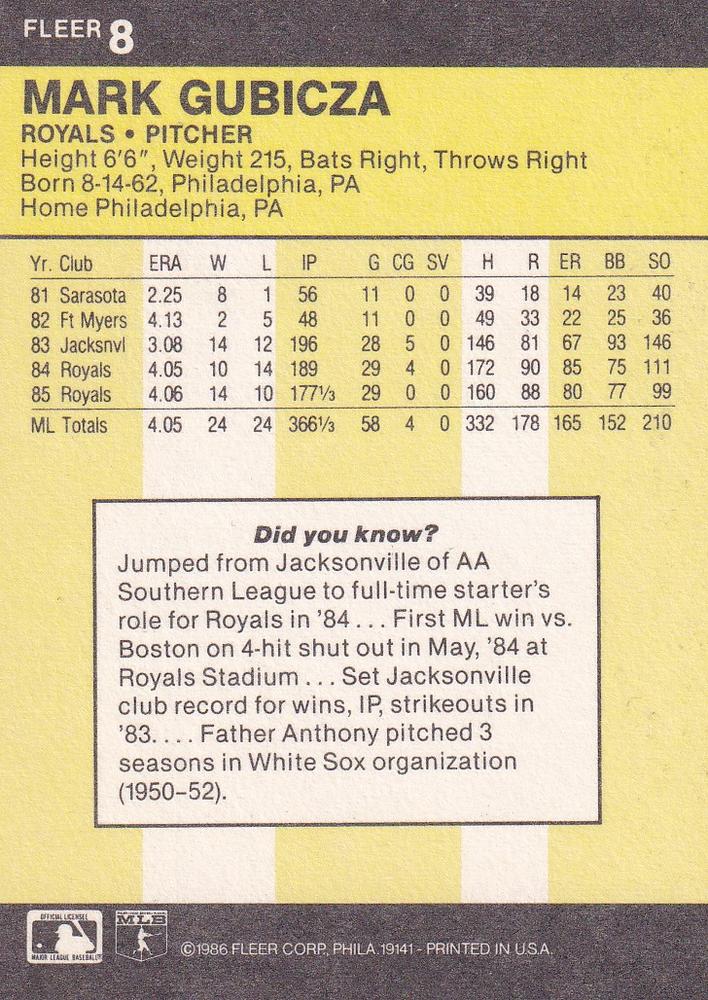 FLEER 8
MARK GUBICZA
ROYALS • PITCHER
Height 6'6", Weight 215, Bats Right, Throws Right
Born 8-14-62, Philadelphia, PA
Home Philadelphia, PA
Yr. Club ERA W L IP G CG SV H R ER BB SO
81 Sarasota 2.25 8 1 56 11 0 0 39 18 14 23 40
82 Ft Myers 4.13 2 5 48 11 0 0 49 33 22 25 36
83 Jacksnvl 3.08 14 12 196 28 5 0 146 81 67 93 146
84 Royals 4.05 10 14 189 29 4 0 172 90 85 75 111
85 Royals 4.06 14 10 177⅓ 29 0 0 160 88 80 77 99
ML Totals 4.05 24 24 366⅓ 58 4 0 332 178 165 152 210
Did you know?
Jumped from Jacksonville of AA
Southern League to full-time starter's
role for Royals in '84 . . . First ML win vs.
Boston on 4-hit shut out in May, '84 at
Royals Stadium . . . Set Jacksonville
club record for wins, IP, strikeouts in
'83. . . . Father Anthony pitched 3
seasons in White Sox organization
(1950–52).
OFFICIAL LICENSEE
MAJOR LEAGUE BASEBALL
MLB
©1986 FLEER CORP., PHILA. 19141 - PRINTED IN U.S.A.